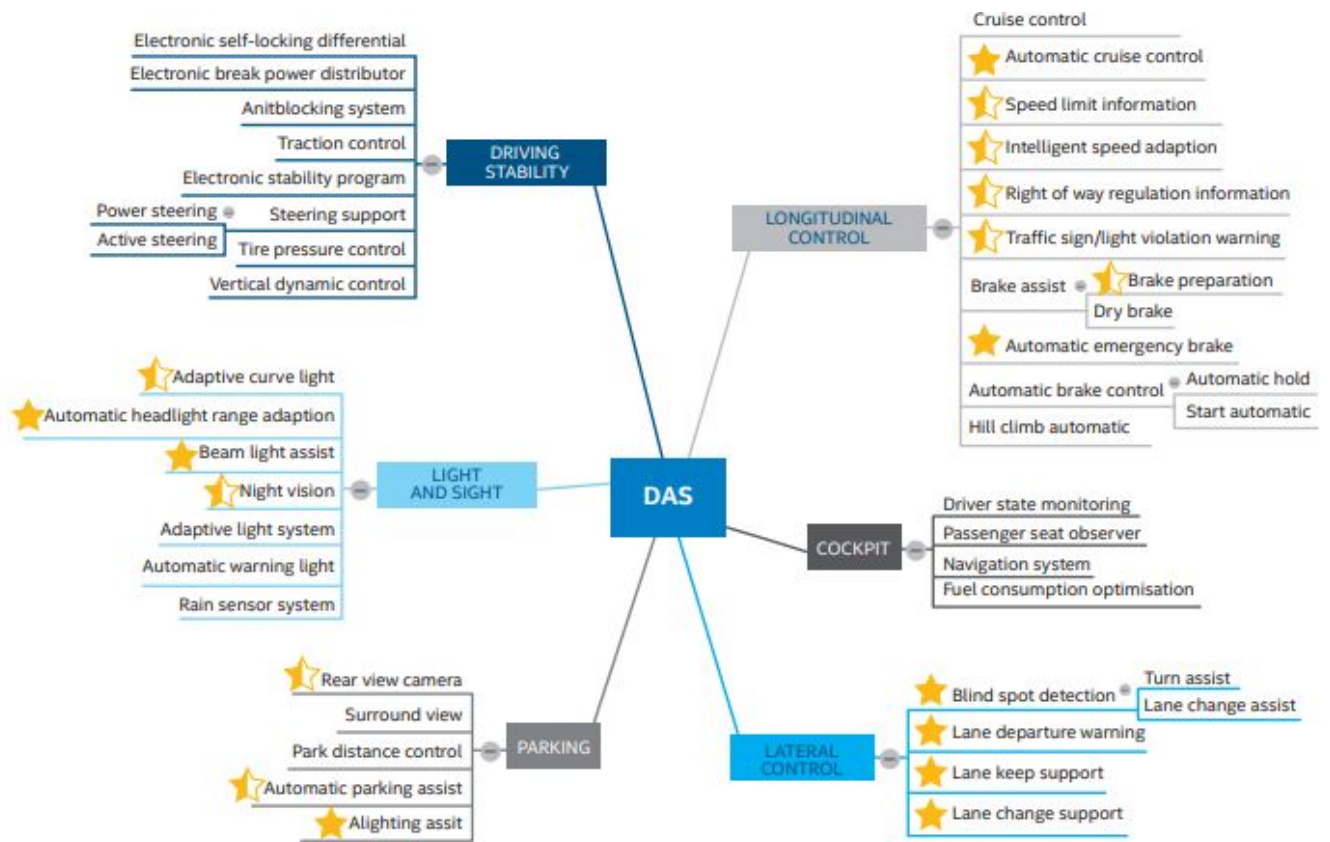 Electronic self-locking differential
Electronic break power distributor
Anitblocking system
Traction control
Electronic stability program
Power steering
Steering support
Active steering
Tire pressure control
Vertical dynamic control
DRIVING
STABILITY
Cruise control
Automatic cruise control
Speed limit information
Intelligent speed adaption
Right of way regulation information
Traffic sign/light violation warning
Brake assist
Brake preparation
Dry brake
Automatic emergency brake
Automatic brake control
Automatic hold
Start automatic
Hill climb automatic
LONGITUDINAL
CONTROL
Adaptive curve light
Automatic headlight range adaption
Beam light assist
Night vision
Adaptive light system
Automatic warning light
Rain sensor system
LIGHT
AND SIGHT
DAS
COCKPIT
Driver state monitoring
Passenger seat observer
Navigation system
Fuel consumption optimisation
Rear view camera
Surround view
Park distance control
Automatic parking assist
Alighting assit
PARKING
LATERAL
CONTROL
Blind spot detection
Turn assist
Lane change assist
Lane departure warning
Lane keep support
Lane change support